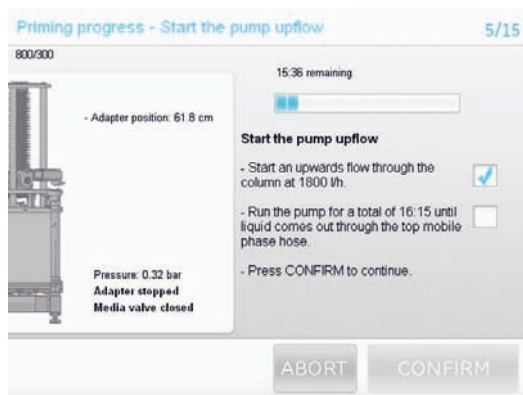 Priming progress - Start the pump upflow 5/15
800/300
15:36 remaining
- Adapter position: 61.8 cm
Start the pump upflow
- Start an upwards flow through the
column at 1800 l/h.
- Run the pump for a total of 16:15 until
liquid comes out through the top mobile
phase hose.
- Press CONFIRM to continue.
Pressure: 0.32 bar
Adapter stopped
Media valve closed
ABORT CONFIRM